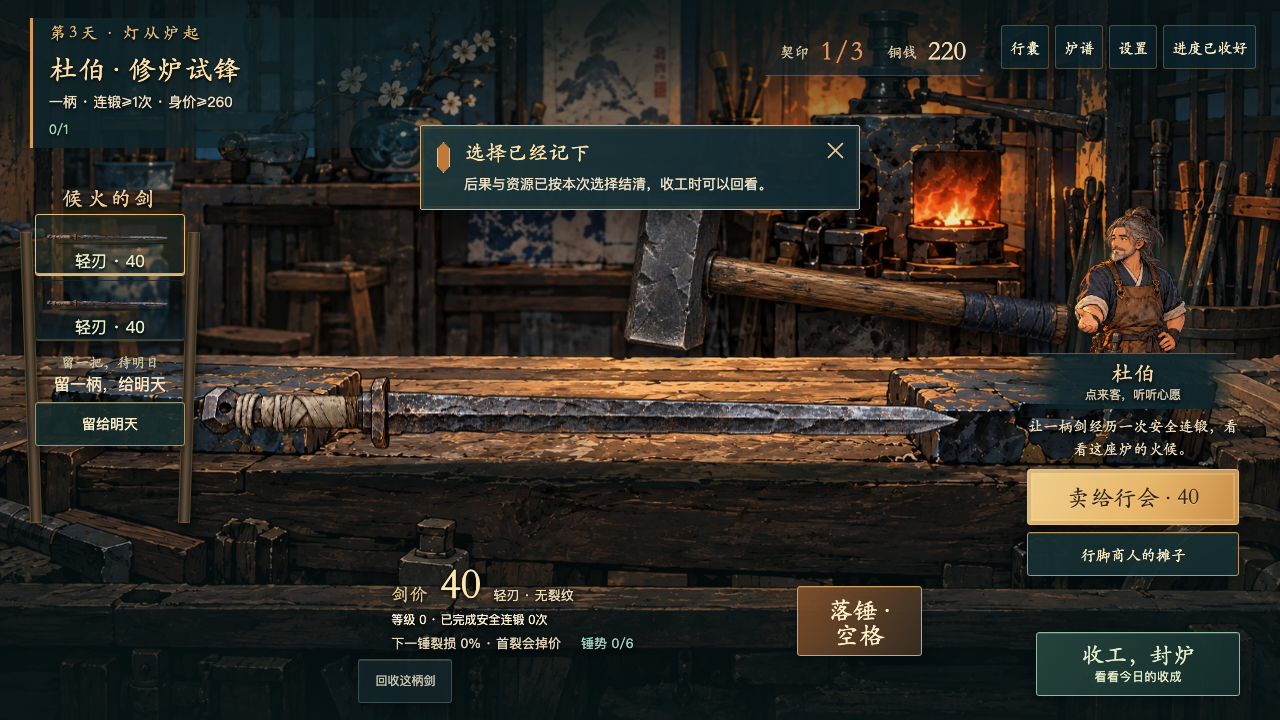 第3天 · 灯从炉起
杜伯 · 修炉试锋
一柄 · 连锻≥1次 · 身价≥260
0/1
契印 1/3 铜钱 220
行囊
炉谱
设置
进度已收好
选择已经记下
后果与资源已按本次选择结清，收工时可以回看。
候火的剑
轻刃 · 40
轻刃 · 40
留一把，待明日
留一柄，给明天
留给明天
杜伯
点来客，听听心愿
让一柄剑经历一次安全连锻，看
看这座炉的火候。
卖给行会 · 40
行脚商人的摊子
剑价 40 轻刃 · 无裂纹
等级 0 · 已完成安全连锻 0次
下一锤裂损 0% · 首裂会掉价 锤势 0/6
回收这柄剑
落锤 ·
空格
收工，封炉
看看今日的收成